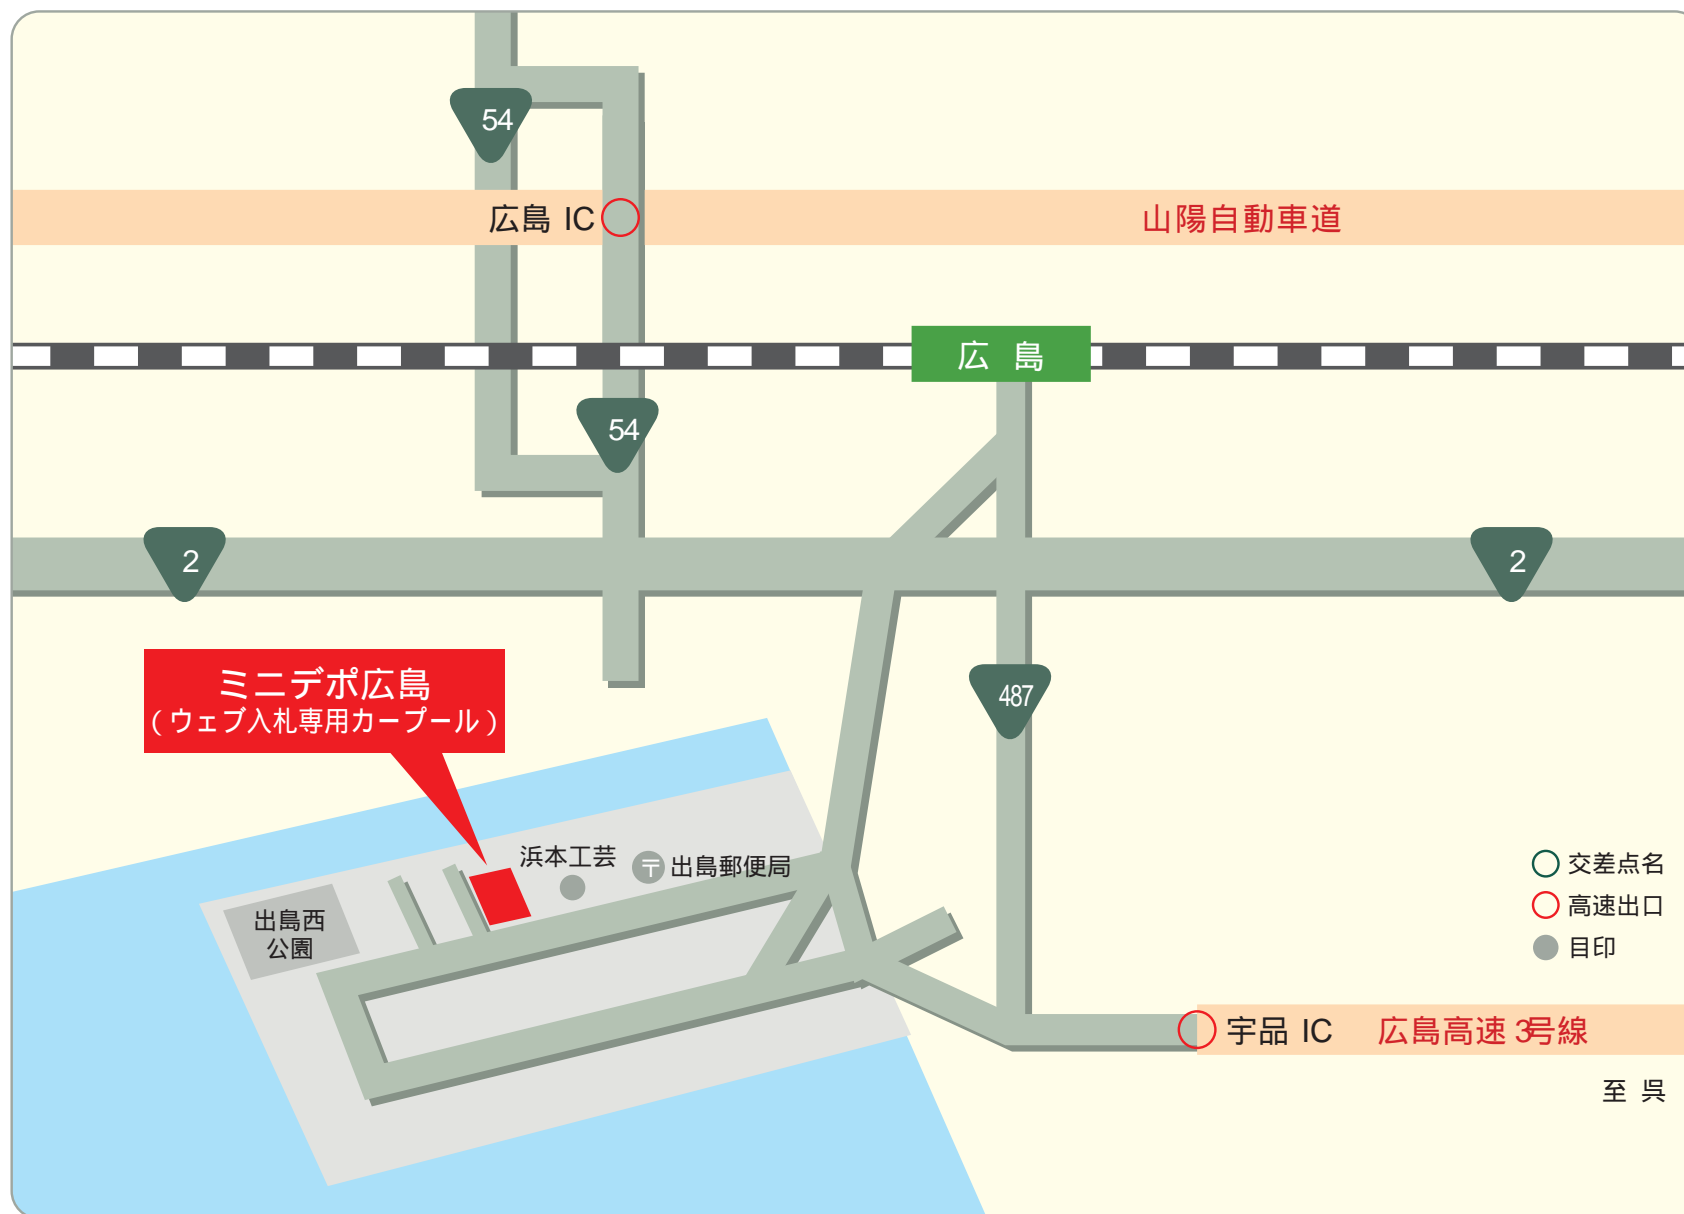 54
広島 IC
山陽自動車道
広 島
54
2
2
ミニデポ広島
（ウェブ入札専用カープール）
487
浜本工芸
〒 出島郵便局
出島西
公園
交差点名
高速出口
目印
宇品 IC
広島高速 3号線
至 呉